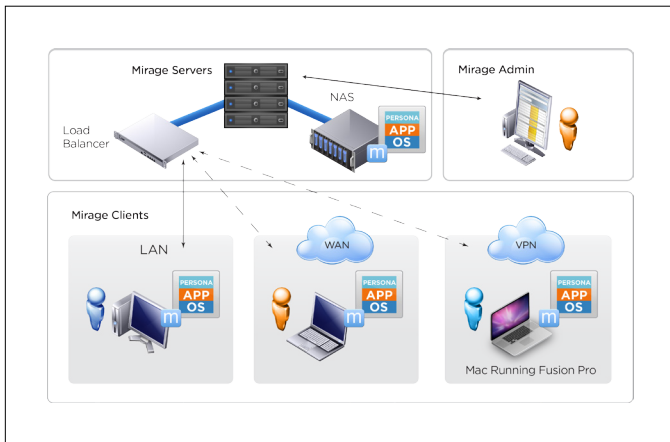 Mirage Servers
Mirage Admin
NAS
Load
Balancer
PERSONA
APP
OS
m
Mirage Clients
LAN
PERSONA
APP
OS
m
WAN
PERSONA
APP
OS
m
VPN
PERSONA
APP
OS
m
Mac Running Fusion Pro